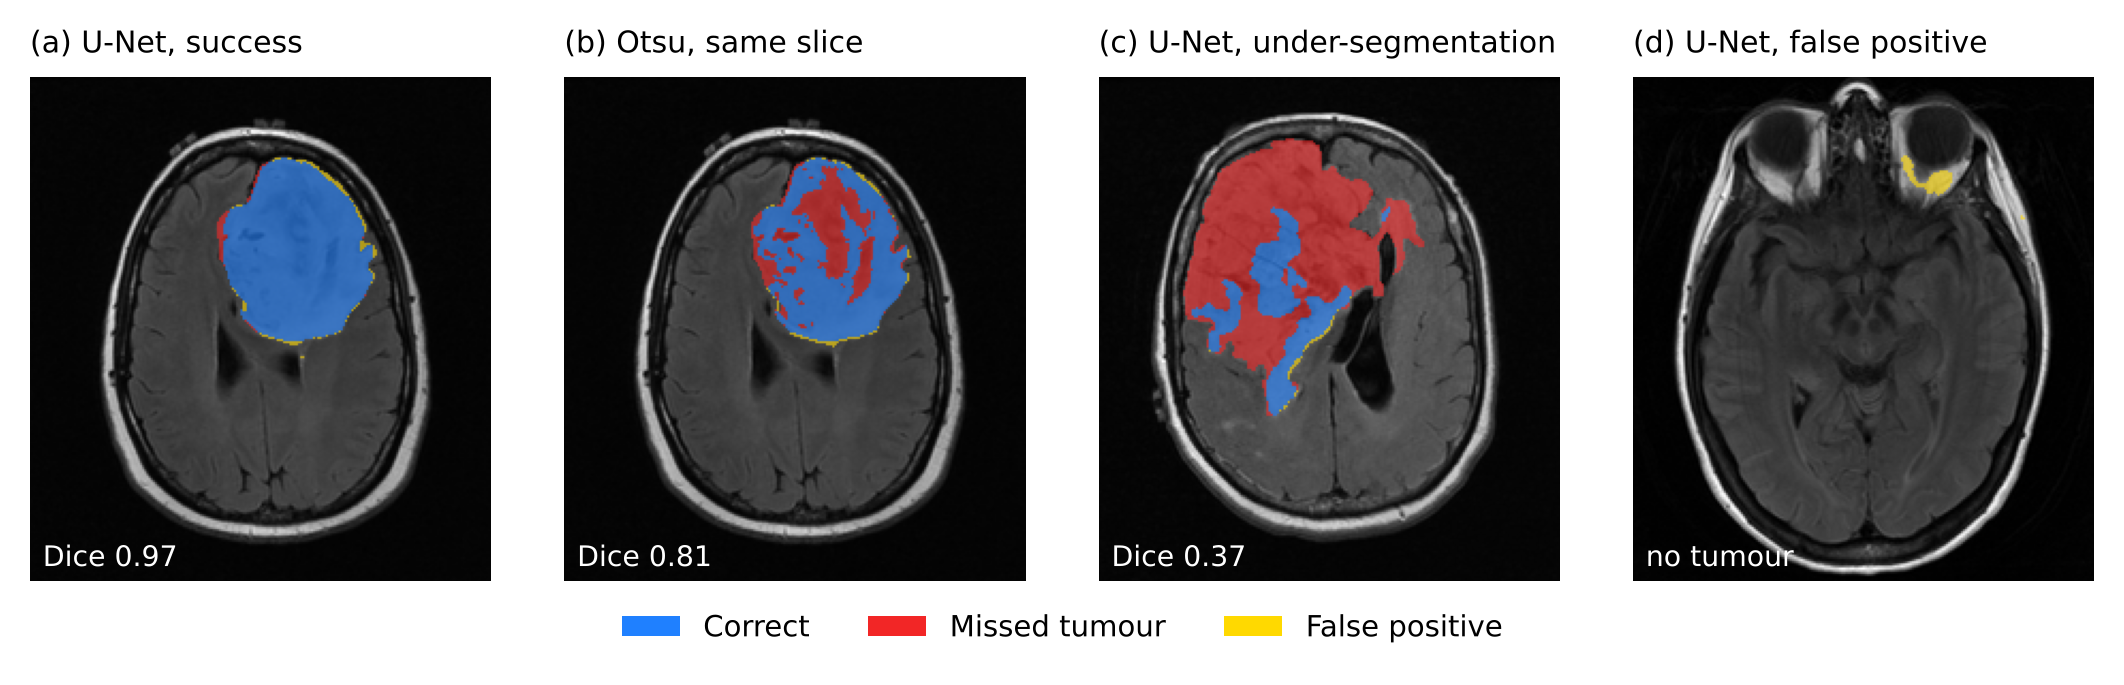 (a) U-Net, success
(b) Otsu, same slice
(c) U-Net, under-segmentation
(d) U-Net, false positive
Dice 0.97
Dice 0.81
Dice 0.37
no tumour
Correct
Missed tumour
False positive